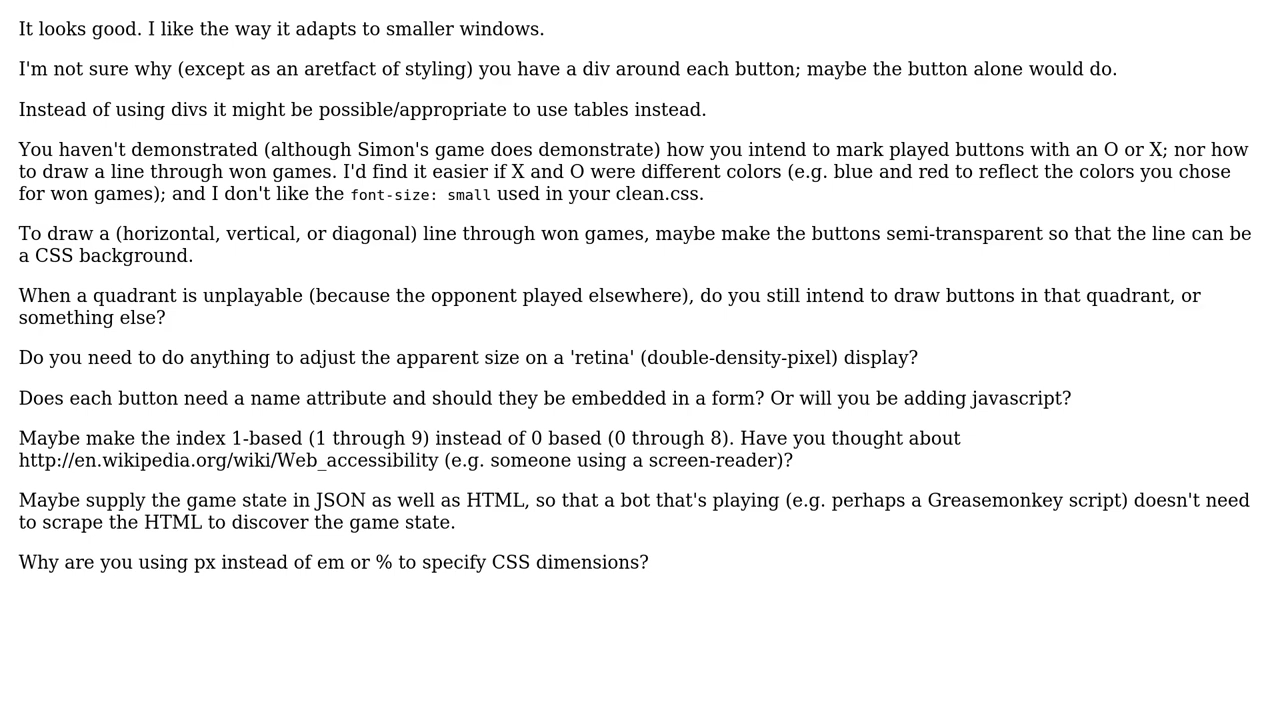 It looks good. I like the way it adapts to smaller windows.
I'm not sure why (except as an aretfact of styling) you have a div around each button; maybe the button alone would do.
Instead of using divs it might be possible/appropriate to use tables instead.
You haven't demonstrated (although Simon's game does demonstrate) how you intend to mark played buttons with an O or X; nor how
to draw a line through won games. I'd find it easier if X and O were different colors (e.g. blue and red to reflect the colors you chose
for won games); and I don't like the font-size: small used in your clean.css.
To draw a (horizontal, vertical, or diagonal) line through won games, maybe make the buttons semi-transparent so that the line can be
a CSS background.
When a quadrant is unplayable (because the opponent played elsewhere), do you still intend to draw buttons in that quadrant, or
something else?
Do you need to do anything to adjust the apparent size on a 'retina' (double-density-pixel) display?
Does each button need a name attribute and should they be embedded in a form? Or will you be adding javascript?
Maybe make the index 1-based (1 through 9) instead of 0 based (0 through 8). Have you thought about
http://en.wikipedia.org/wiki/Web_accessibility (e.g. someone using a screen-reader)?
Maybe supply the game state in JSON as well as HTML, so that a bot that's playing (e.g. perhaps a Greasemonkey script) doesn't need
to scrape the HTML to discover the game state.
Why are you using px instead of em or % to specify CSS dimensions?